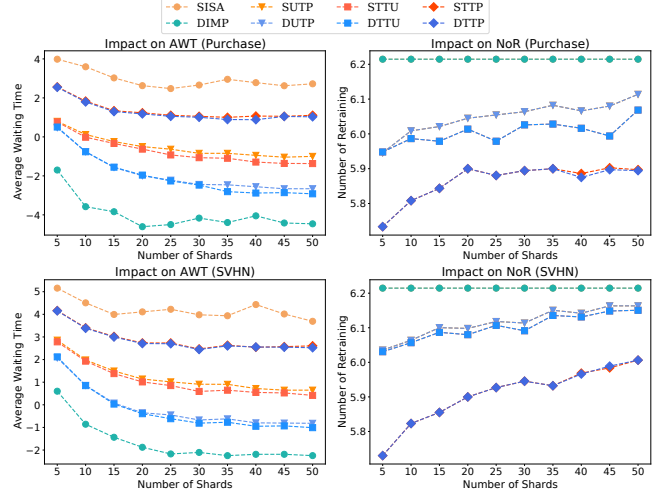 SISA SUTP STTU STTP
DIMP DUTP DTTU DTTP
Impact on AWT (Purchase)
Average Waiting Time
4
2
0
−2
−4
5 10 15 20 25 30 35 40 45 50
Number of Shards
Impact on NoR (Purchase)
Number of Retraining
6.2
6.1
6.0
5.9
5 10 15 20 25 30 35 40 45 50
Number of Shards
Impact on AWT (SVHN)
Average Waking Time
5
4
3
2
1
0
−1
−2
5 10 15 20 25 30 35 40 45 50
Number of Shards
Impact on NoR (SVHN)
Number of Retraining
6.2
6.1
6.0
5.9
5.8
5 10 15 20 25 30 35 40 45 50
Number of Shards